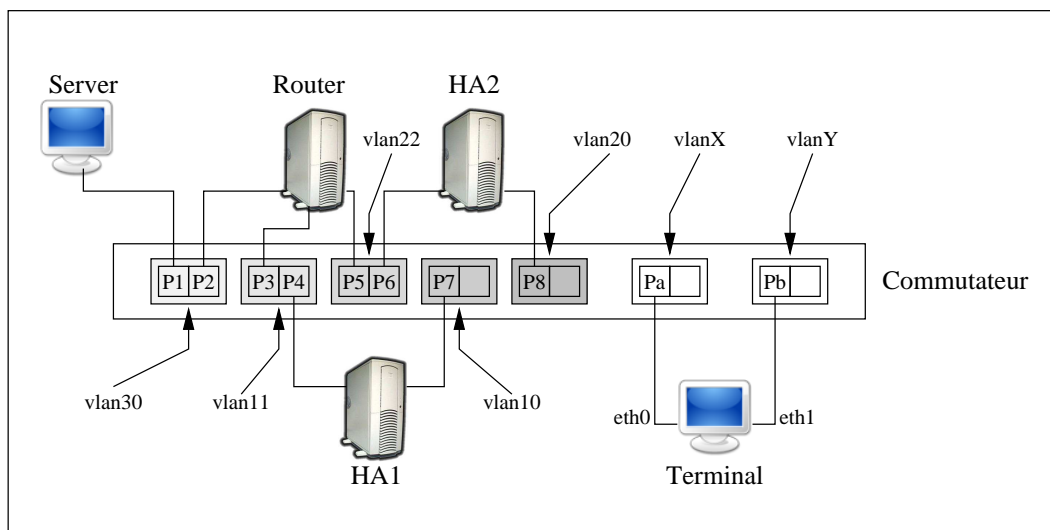 Server
Router
HA2
vlan22
vlan20
vlanX
vlanY
P1 P2
P3 P4
P5 P6
P7
P8
Pa
Pb
Commutateur
vlan30
vlan11
vlan10
eth0
eth1
HA1
Terminal